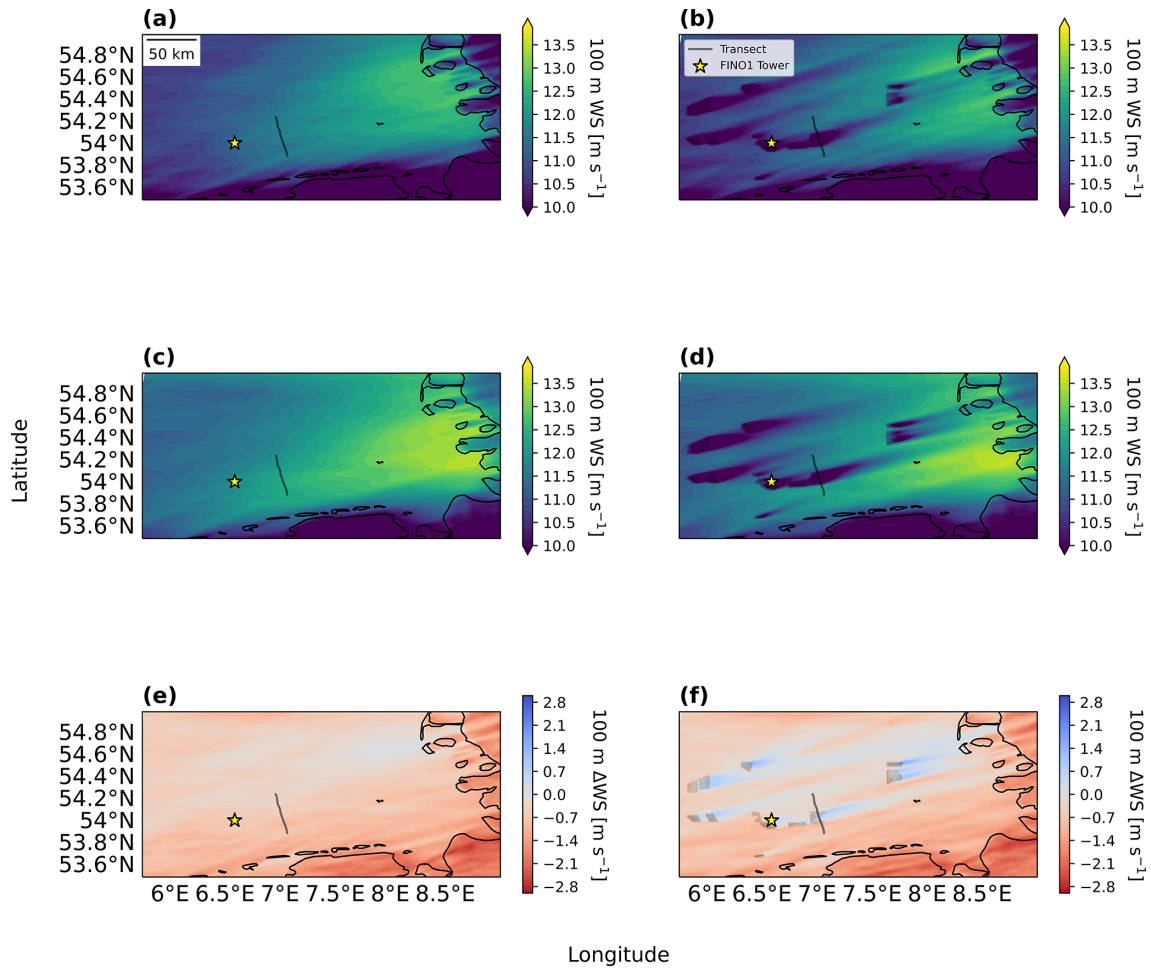 (a)
50 km
54.8°N
54.6°N
54.4°N
54.2°N
54°N
53.8°N
53.6°N
13.5
13.0
12.5
12.0
11.5
11.0
10.5
10.0
100 m WS [m s⁻¹]
(b)
Transect
FINO1 Tower
13.5
13.0
12.5
12.0
11.5
11.0
10.5
10.0
100 m WS [m s⁻¹]
Latitude
(c)
54.8°N
54.6°N
54.4°N
54.2°N
54°N
53.8°N
53.6°N
13.5
13.0
12.5
12.0
11.5
11.0
10.5
10.0
100 m WS [m s⁻¹]
(d)
13.5
13.0
12.5
12.0
11.5
11.0
10.5
10.0
100 m WS [m s⁻¹]
(e)
54.8°N
54.6°N
54.4°N
54.2°N
54°N
53.8°N
53.6°N
6°E 6.5°E 7°E 7.5°E 8°E 8.5°E
2.8
2.1
1.4
0.7
0.0
−0.7
−1.4
−2.1
−2.8
100 m ΔWS [m s⁻¹]
(f)
6°E 6.5°E 7°E 7.5°E 8°E 8.5°E
2.8
2.1
1.4
0.7
0.0
−0.7
−1.4
−2.1
−2.8
100 m ΔWS [m s⁻¹]
Longitude